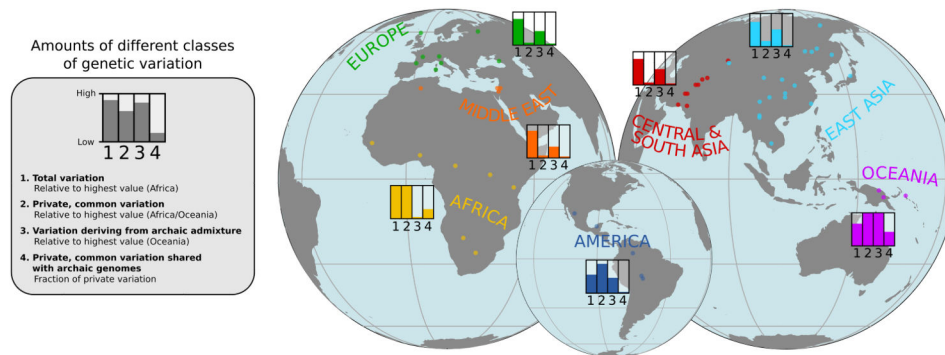 Amounts of different classes
of genetic variation
High
Low
1 2 3 4
1. Total variation
Relative to highest value (Africa)
2. Private, common variation
Relative to highest value (Africa/Oceania)
3. Variation deriving from archaic admixture
Relative to highest value (Oceania)
4. Private, common variation shared
with archaic genomes
Fraction of private variation
EUROPE
1 2 3 4
MIDDLE EAST
1 2 3 4
AFRICA
1 2 3 4
AMERICA
1 2 3 4
CENTRAL &
SOUTH ASIA
1 2 3 4
EAST ASIA
1 2 3 4
OCEANIA
1 2 3 4